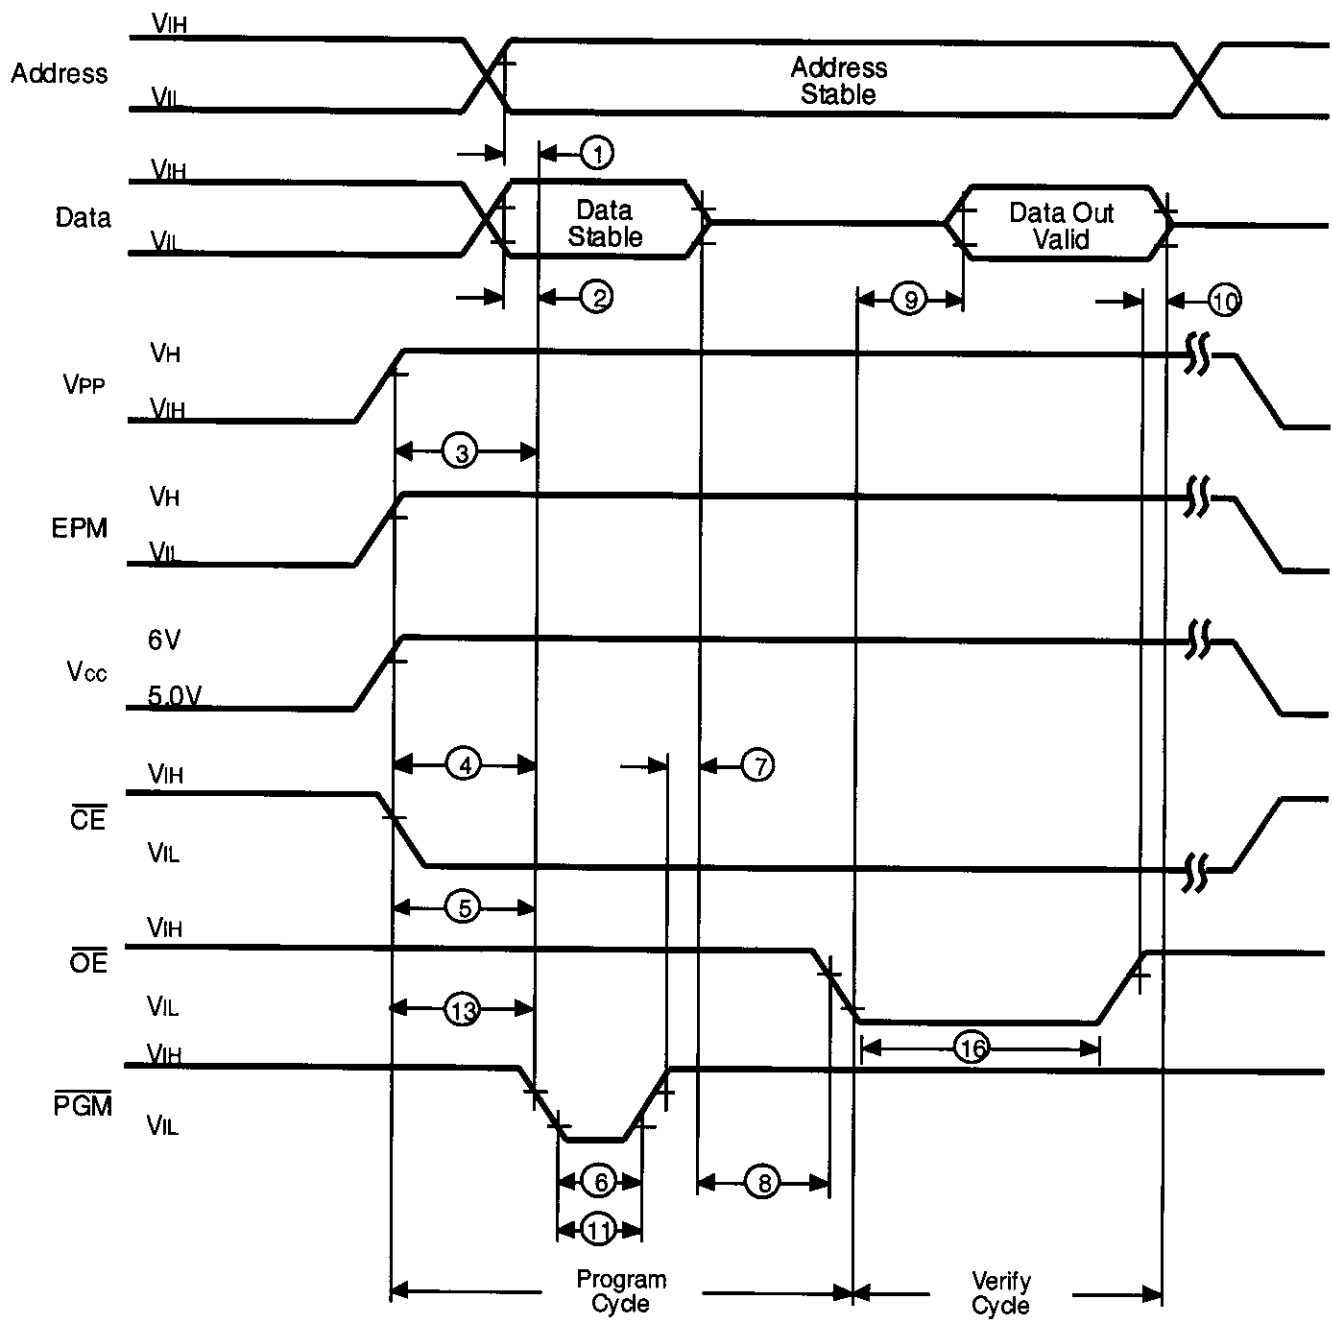 VIH
Address
VIL
Address
Stable
1
VIH
Data
VIL
Data
Stable
Data Out
Valid
2
9
10
VH
VPP
VIH
3
VH
EPM
VIL
6V
Vcc
5.0V
4
7
VIH
CE
VIL
5
VIH
OE
VIL
13
16
VIH
PGM
VIL
6
8
11
Program
Cycle
Verify
Cycle